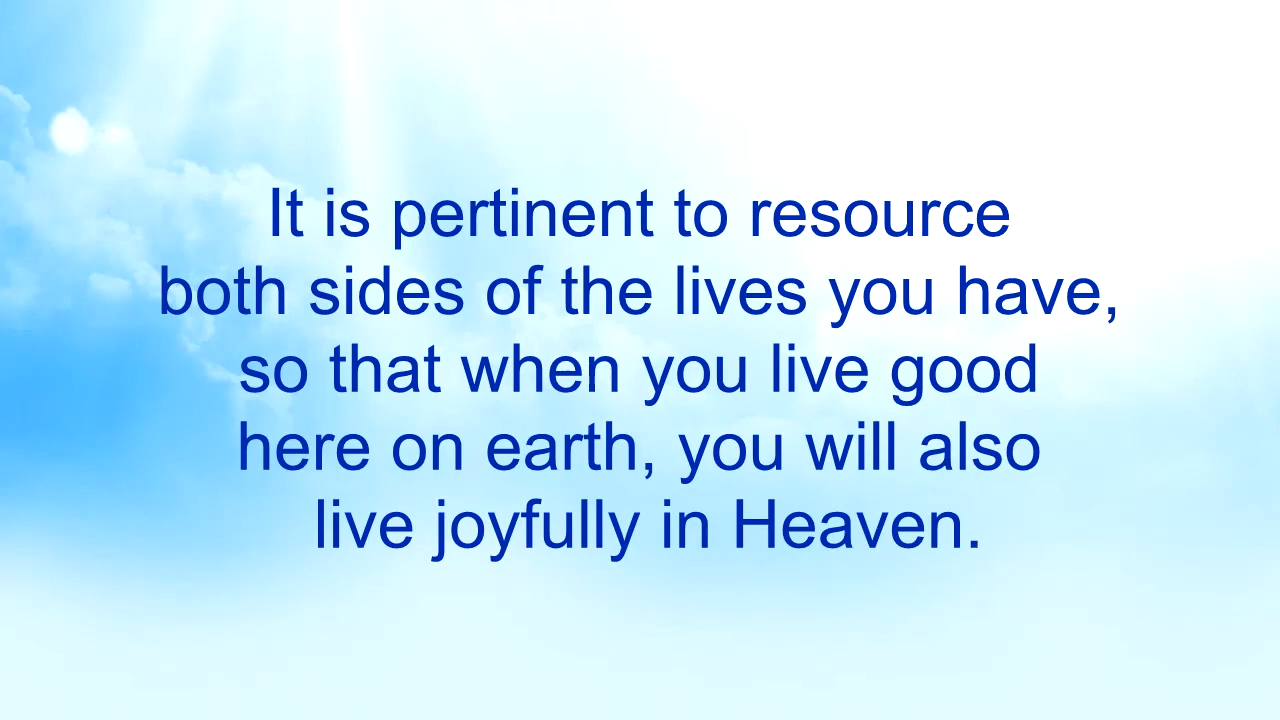 It is pertinent to resource
both sides of the lives you have,
so that when you live good
here on earth, you will also
live joyfully in Heaven.